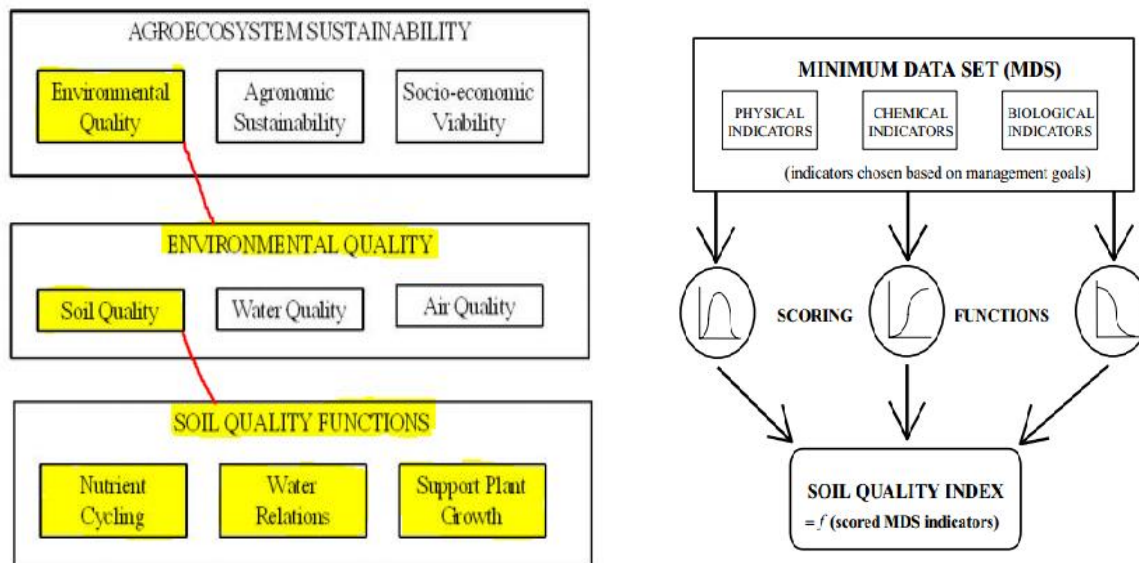 AGROECOSYSTEM SUSTAINABILITY
Environmental
Quality
Agronomic
Sustainability
Socio-economic
Viability
ENVIRONMENTAL QUALITY
Soil Quality
Water Quality
Air Quality
SOIL QUALITY FUNCTIONS
Nutrient
Cycling
Water
Relations
Support Plant
Growth
MINIMUM DATA SET (MDS)
PHYSICAL
INDICATORS
CHEMICAL
INDICATORS
BIOLOGICAL
INDICATORS
(indicators chosen based on management goals)
SCORING FUNCTIONS
SOIL QUALITY INDEX
= f (scored MDS indicators)